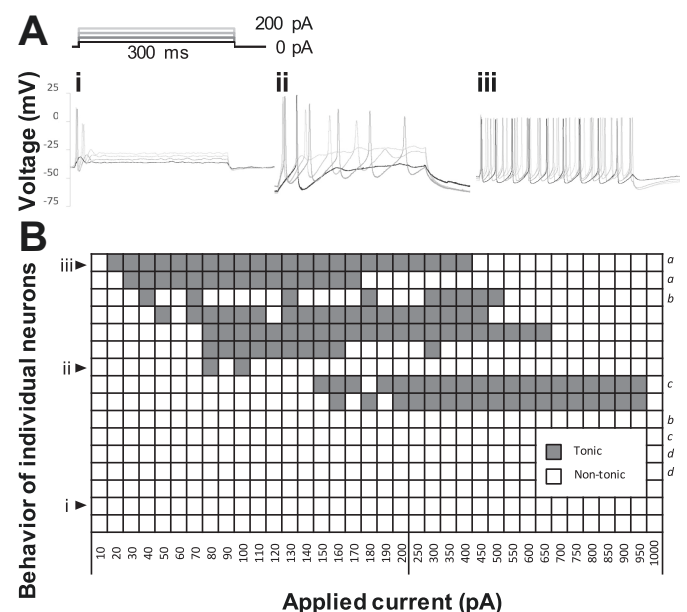 A
200 pA
300 ms
0 pA
i
ii
iii
Voltage (mV)
25
0
-25
-50
-75
B
Behavior of individual neurons
iii
ii
i
a
a
b
c
b
c
d
d
Tonic
Non-tonic
10 20 30 40 50 60 70 80 90 100 110 120 130 140 150 160 170 180 190 200 250 300 350 400 450 500 550 600 650 700 750 800 850 900 950 1000
Applied current (pA)